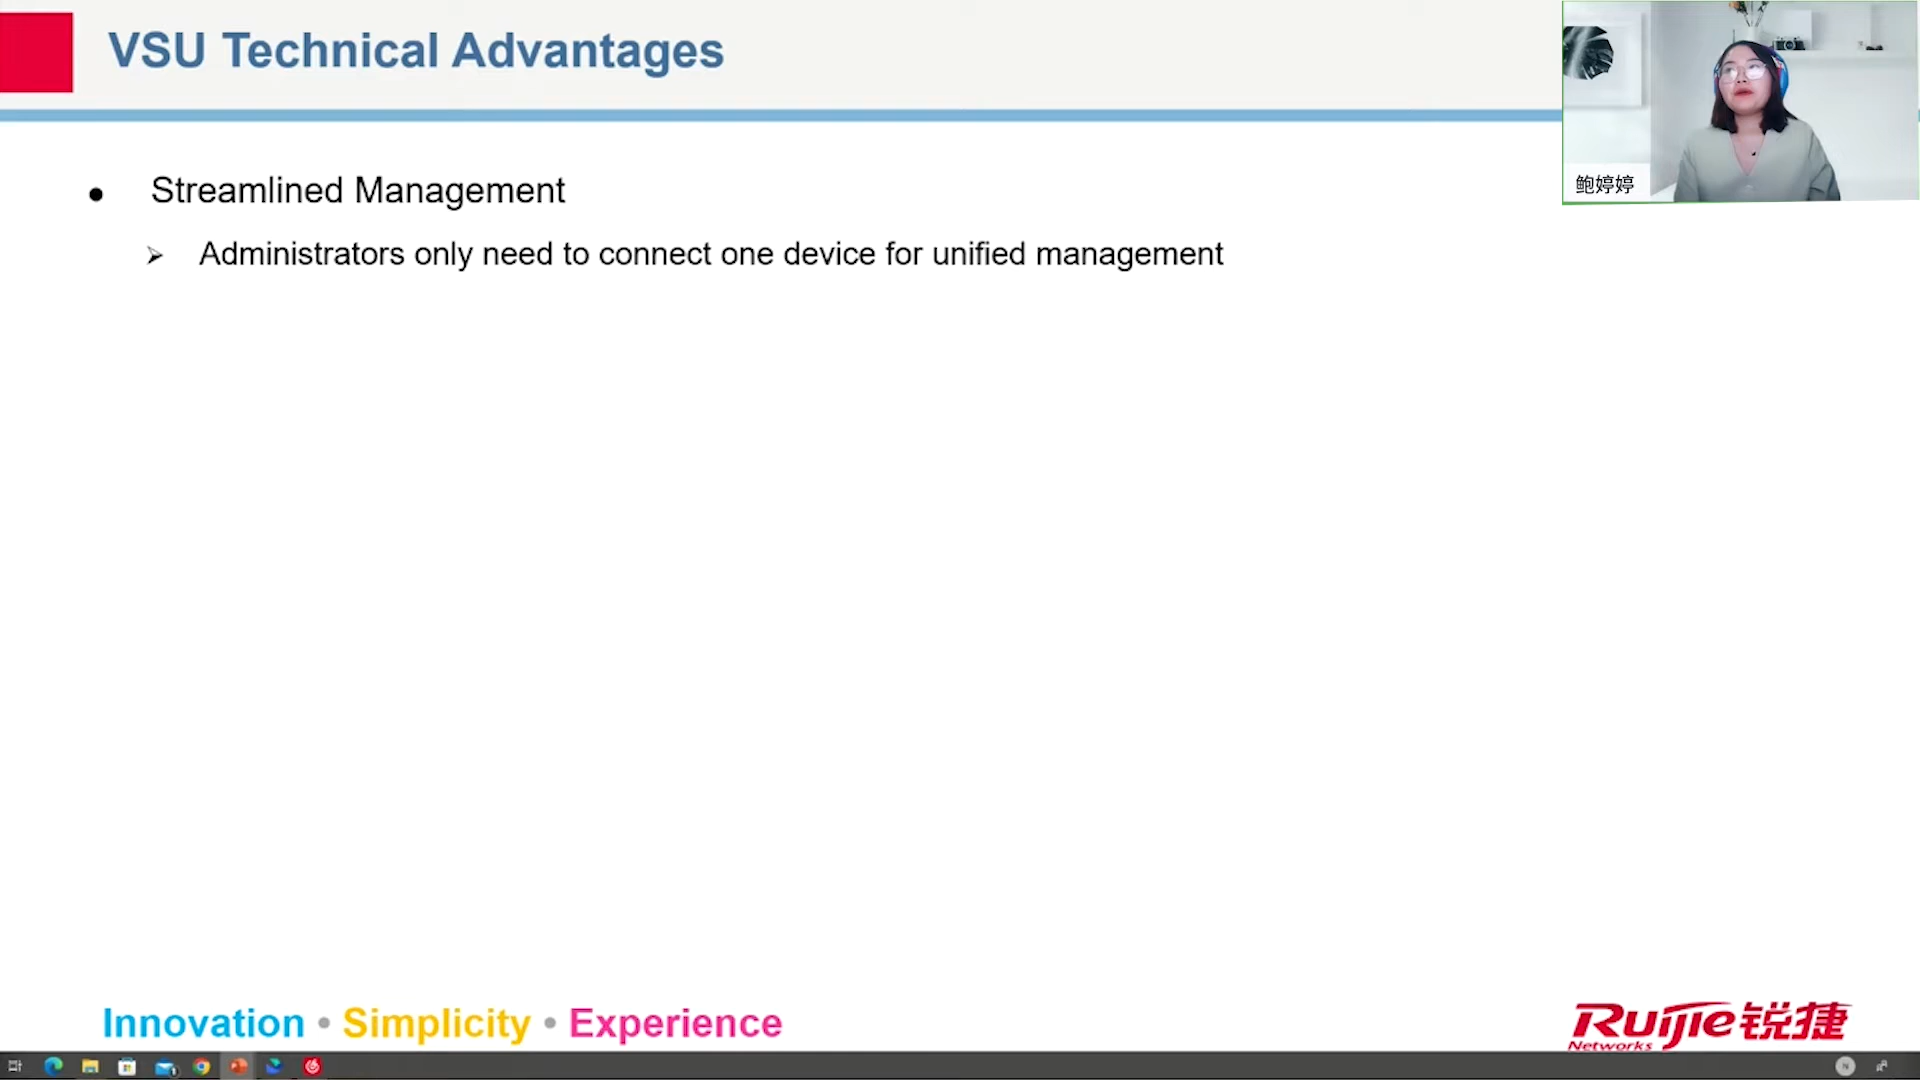 VSU Technical Advantages
鲍婷婷
Streamlined Management
Administrators only need to connect one device for unified management
Innovation • Simplicity • Experience
Ruijie锐捷
Networks